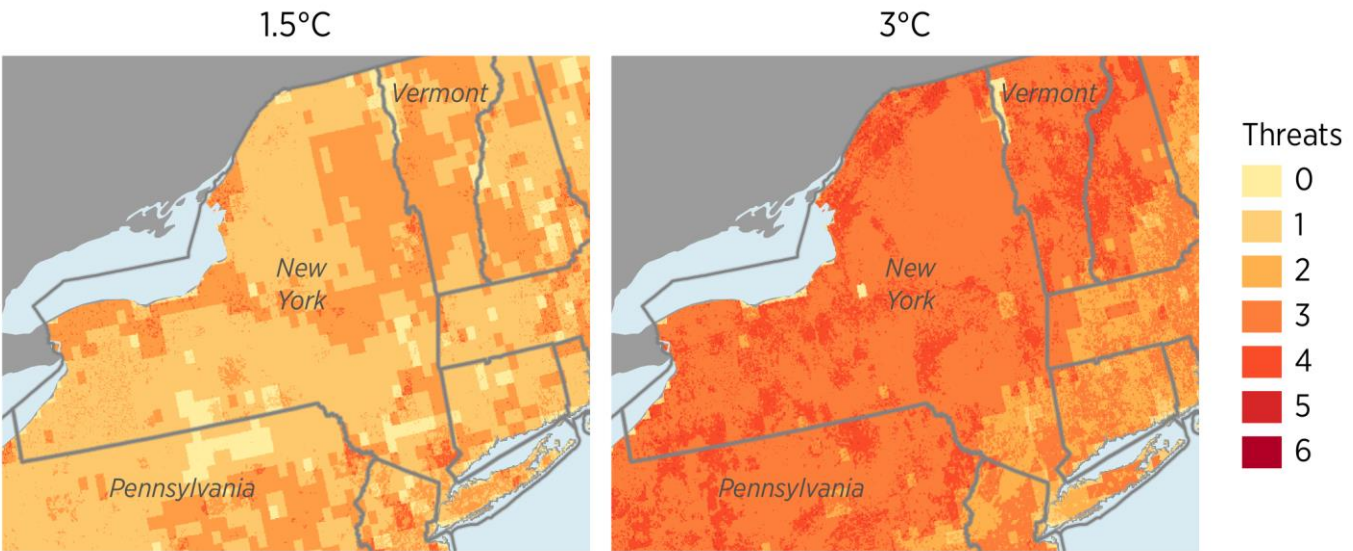 1.5°C
3°C
Vermont
New
York
Pennsylvania
Vermont
New
York
Pennsylvania
Threats
0
1
2
3
4
5
6